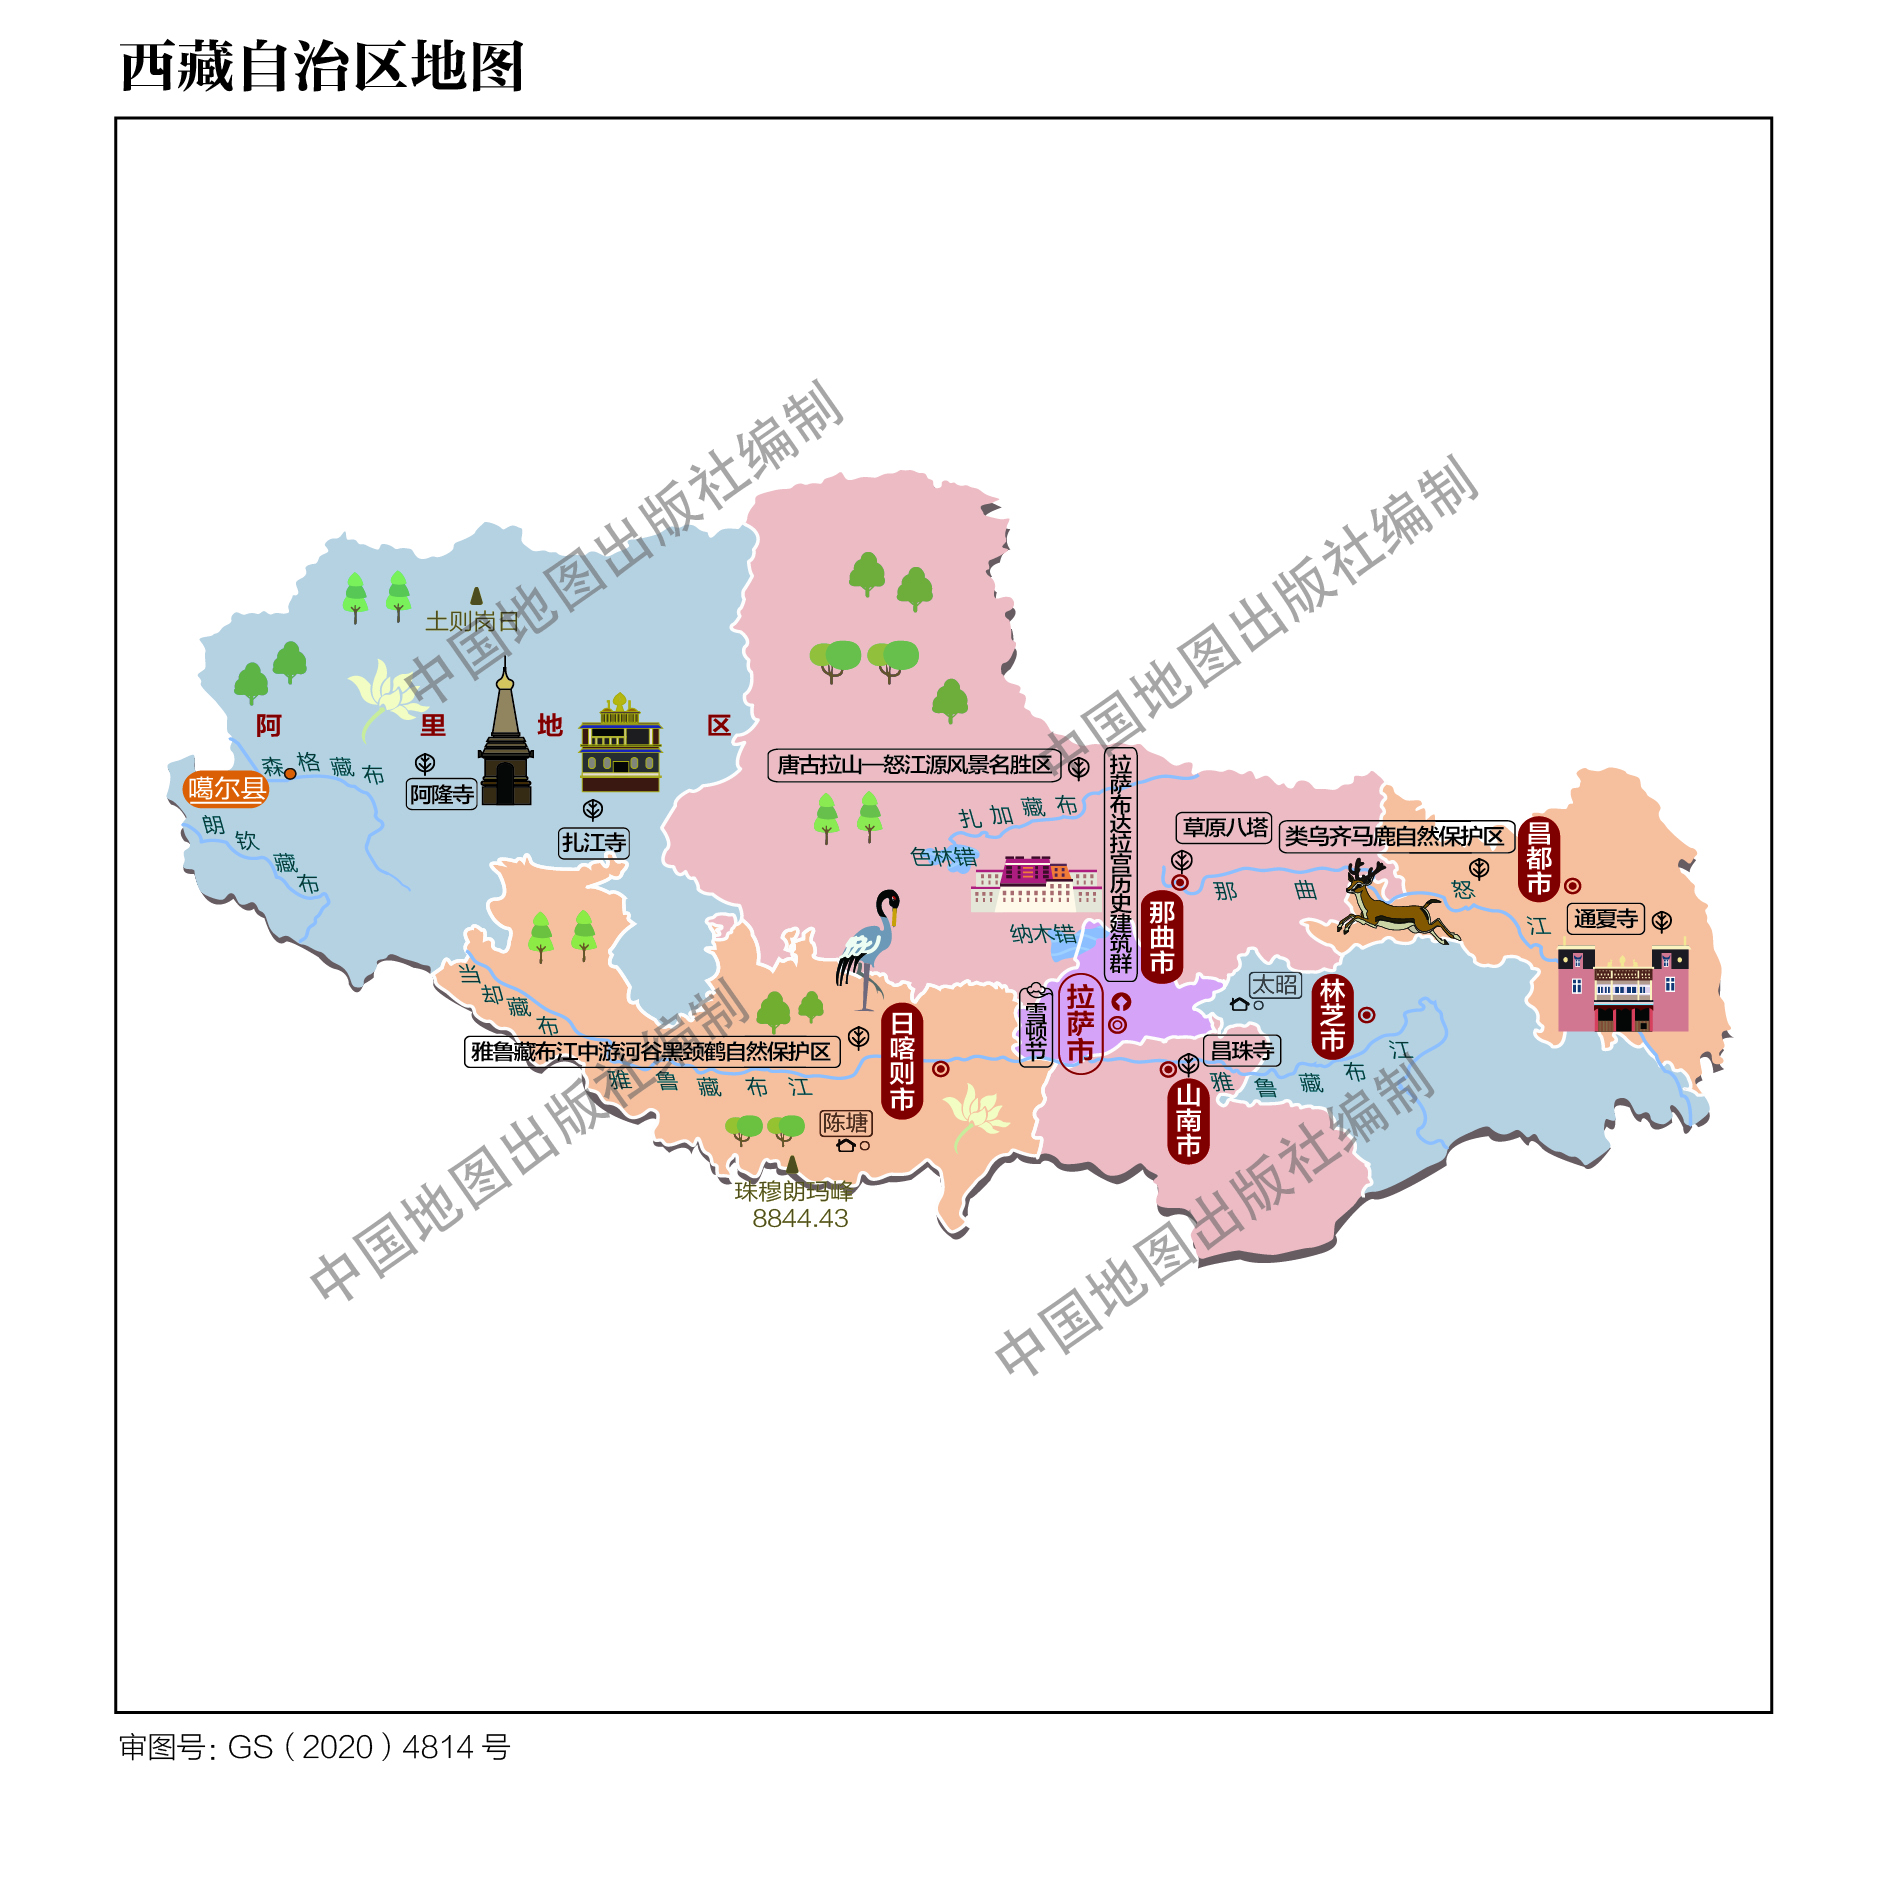 西藏自治区地图
中国地图出版社编制
中国地图出版社编制
土则岗日
阿里地区
森格藏布
噶尔县
阿隆寺
扎江寺
朗钦藏布
唐古拉山—怒江源风景名胜区
拉萨布达拉宫历史建筑群
扎加藏布
色林错
草原八塔
类乌齐马鹿自然保护区
昌都市
那曲
怒江
通夏寺
那曲市
纳木错
当却藏布
太昭
林芝市
拉萨市
雪顿节
日喀则市
雅鲁藏布江中游河谷黑颈鹤自然保护区
昌珠寺
雅鲁藏布江
雅鲁藏布江
山南市
陈塘
珠穆朗玛峰
8844.43
中国地图出版社编制
中国地图出版社编制
审图号：GS（2020）4814号